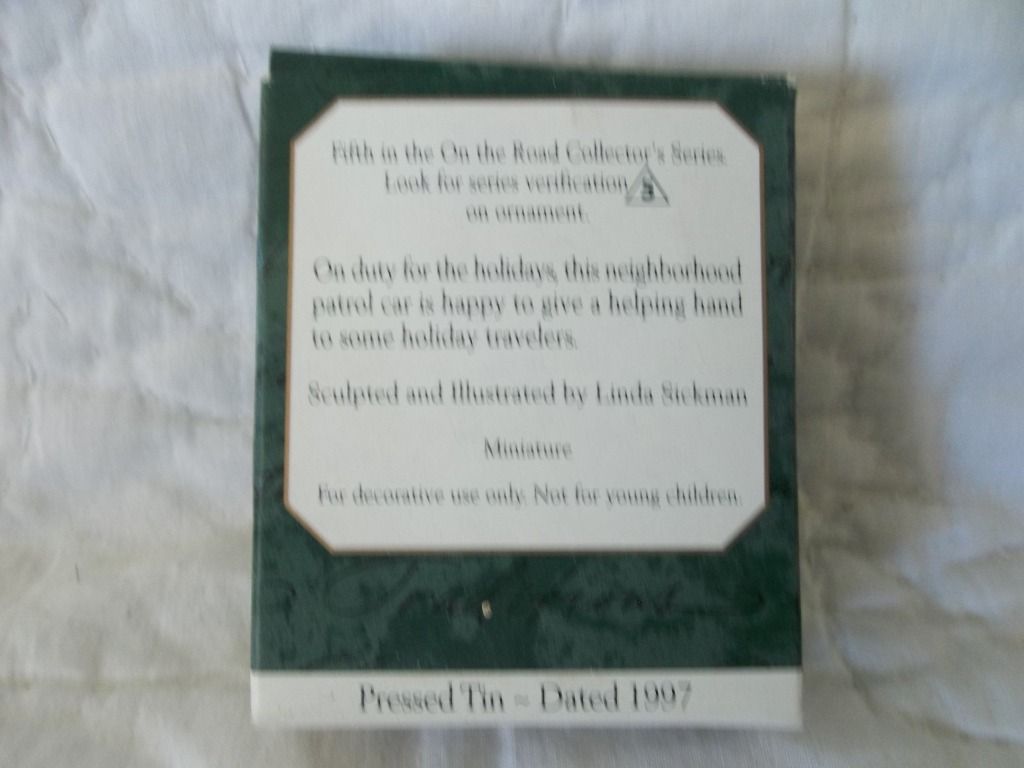 Fifth in the On the Road Collector's Series.
Look for series verification 5
on ornament.
On duty for the holidays, this neighborhood
patrol car is happy to give a helping hand
to some holiday travelers.
Sculpted and Illustrated by Linda Sickman
Miniature
For decorative use only. Not for young children.
Pressed Tin ~ Dated 1997